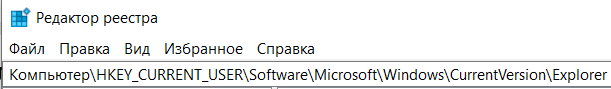 Редактор реестра
Файл Правка Вид Избранное Справка
Компьютер\HKEY_CURRENT_USER\Software\Microsoft\Windows\CurrentVersion\Explorer